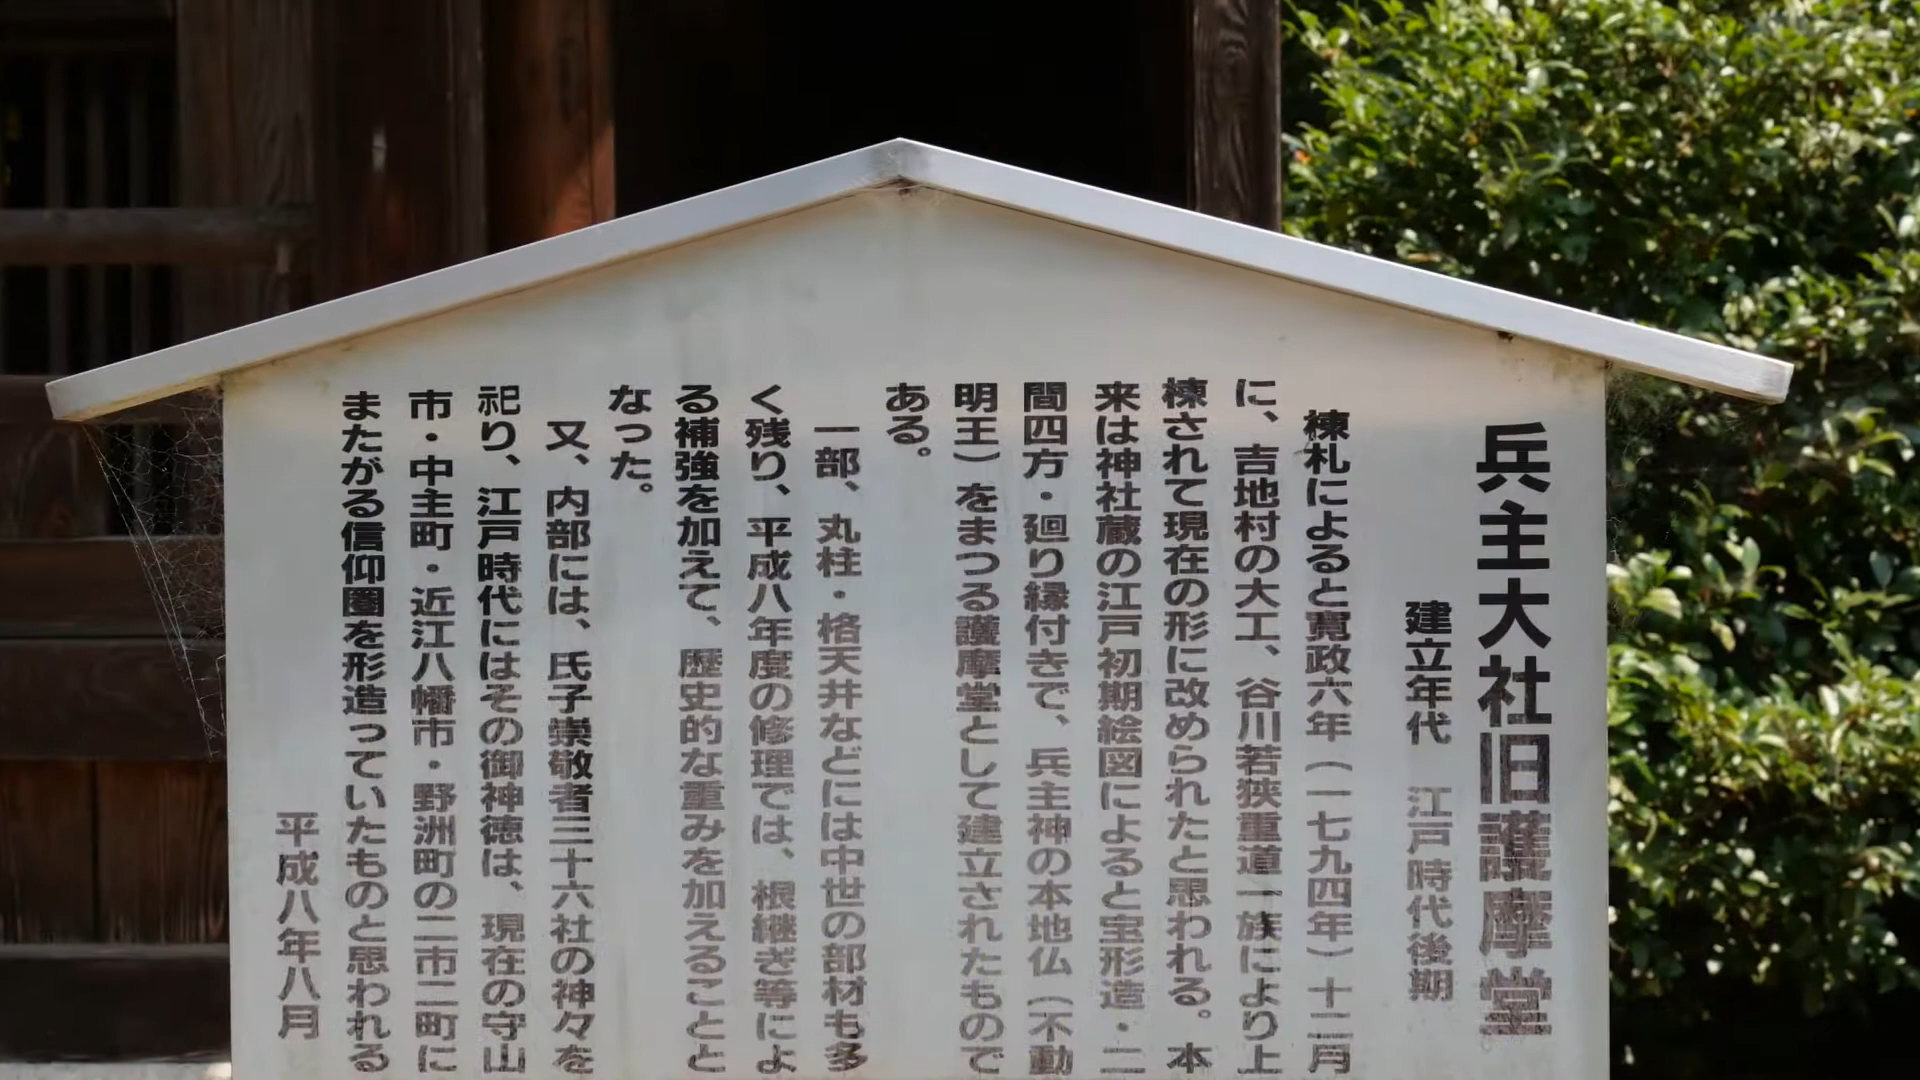 兵主大社旧護摩堂
建立年代 江戸時代後期
棟札によると寛政六年(一七九四年)十二月
に、吉地村の大工、谷川若狭重道一族により上
棟されて現在の形に改められたと思われる。本
来は神社蔵の江戸初期絵図によると宝形造・二
間四方・廻り縁付きで、兵主神の本地仏(不動
明王)をまつる護摩堂として建立されたもので
ある。
一部、丸柱・格天井などには中世の部材も多
く残り、平成八年度の修理では、根継ぎ等によ
る補強を加えて、歴史的な重みを加えることと
なった。
又、内部には、氏子崇敬者三十六社の神々を
祀り、江戸時代にはその御神徳は、現在の守山
市・中主町・近江八幡市・野洲町の二市二町に
またがる信仰圏を形造っていたものと思われる
平成八年八月